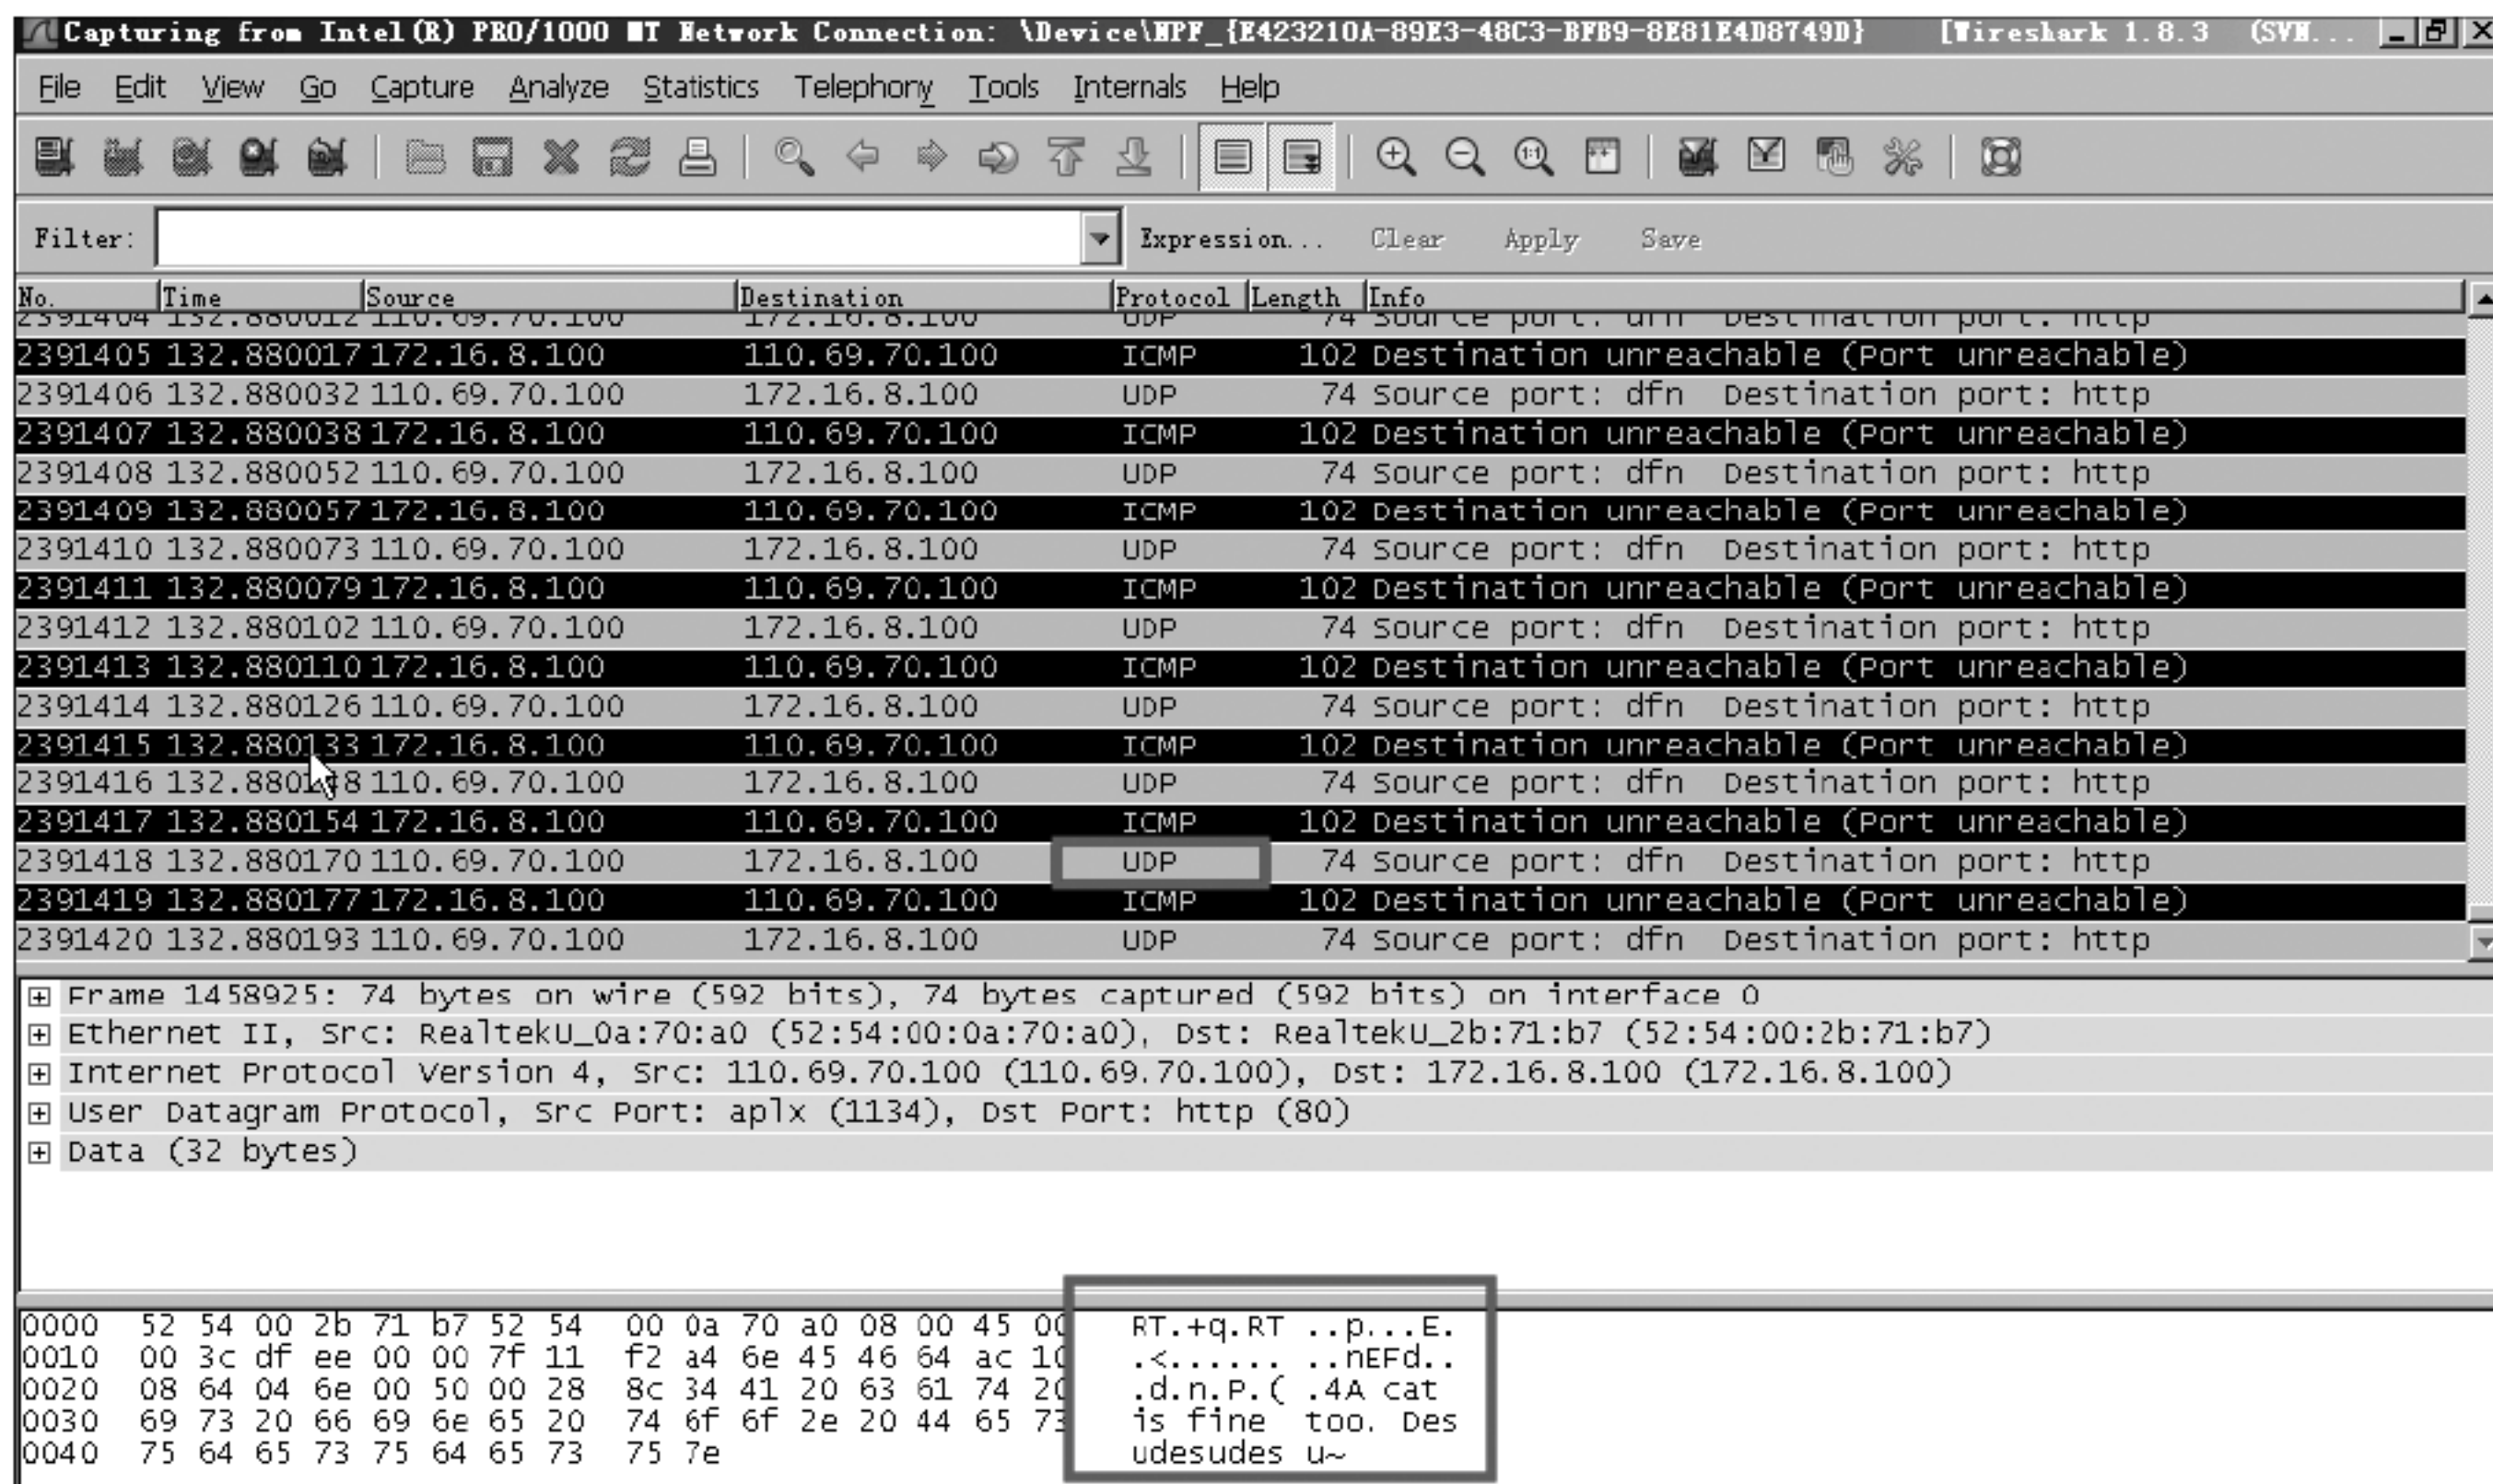 Capturing from Intel(R) PRO/1000 MT Network Connection: \Device\NPF_{E423210A-89E3-48C3-BFB9-8E81E4D8749D} [Wireshark 1.8.3 (SVN...
File Edit View Go Capture Analyze Statistics Telephony Tools Internals Help
Filter: Expression... Clear Apply Save
No. Time Source Destination Protocol Length Info
2391404 132.880012 110.69.70.100 172.16.8.100 UDP 74 Source port: dfn Destination port: http
2391405 132.880017 172.16.8.100 110.69.70.100 ICMP 102 Destination unreachable (Port unreachable)
2391406 132.880032 110.69.70.100 172.16.8.100 UDP 74 Source port: dfn Destination port: http
2391407 132.880038 172.16.8.100 110.69.70.100 ICMP 102 Destination unreachable (Port unreachable)
2391408 132.880052 110.69.70.100 172.16.8.100 UDP 74 Source port: dfn Destination port: http
2391409 132.880057 172.16.8.100 110.69.70.100 ICMP 102 Destination unreachable (Port unreachable)
2391410 132.880073 110.69.70.100 172.16.8.100 UDP 74 Source port: dfn Destination port: http
2391411 132.880079 172.16.8.100 110.69.70.100 ICMP 102 Destination unreachable (Port unreachable)
2391412 132.880102 110.69.70.100 172.16.8.100 UDP 74 Source port: dfn Destination port: http
2391413 132.880110 172.16.8.100 110.69.70.100 ICMP 102 Destination unreachable (Port unreachable)
2391414 132.880126 110.69.70.100 172.16.8.100 UDP 74 Source port: dfn Destination port: http
2391415 132.880133 172.16.8.100 110.69.70.100 ICMP 102 Destination unreachable (Port unreachable)
2391416 110.69.70.100 172.16.8.100 UDP 74 Source port: dfn Destination port: http
2391417 132.880154 172.16.8.100 110.69.70.100 ICMP 102 Destination unreachable (Port unreachable)
2391418 132.880170 110.69.70.100 172.16.8.100 UDP 74 Source port: dfn Destination port: http
2391419 132.880177 172.16.8.100 110.69.70.100 ICMP 102 Destination unreachable (Port unreachable)
2391420 132.880193 110.69.70.100 172.16.8.100 UDP 74 Source port: dfn Destination port: http
Frame 1458925: 74 bytes on wire (592 bits), 74 bytes captured (592 bits) on interface 0
Ethernet II, Src: RealtekU_0a:70:a0 (52:54:00:0a:70:a0), Dst: RealtekU_2b:71:b7 (52:54:00:2b:71:b7)
Internet Protocol Version 4, Src: 110.69.70.100 (110.69.70.100), Dst: 172.16.8.100 (172.16.8.100)
User Datagram Protocol, Src Port: aplx (1134), Dst Port: http (80)
Data (32 bytes)
0000 52 54 00 2b 71 b7 52 54 00 0a 70 a0 08 00 45 00 RT.+q.RT ..p...E.
0010 00 3c df ee 00 00 7f 11 f2 a4 6e 45 46 64 ac 10 .<...... ..nEFd..
0020 08 64 04 6e 00 50 00 28 8c 34 41 20 63 61 74 20 .d.n.P.( .4A cat
0030 69 73 20 66 69 6e 65 20 74 6f 6f 2e 20 44 65 73 is fine too. Des
0040 75 64 65 73 75 64 65 73 75 7e udesudes u~